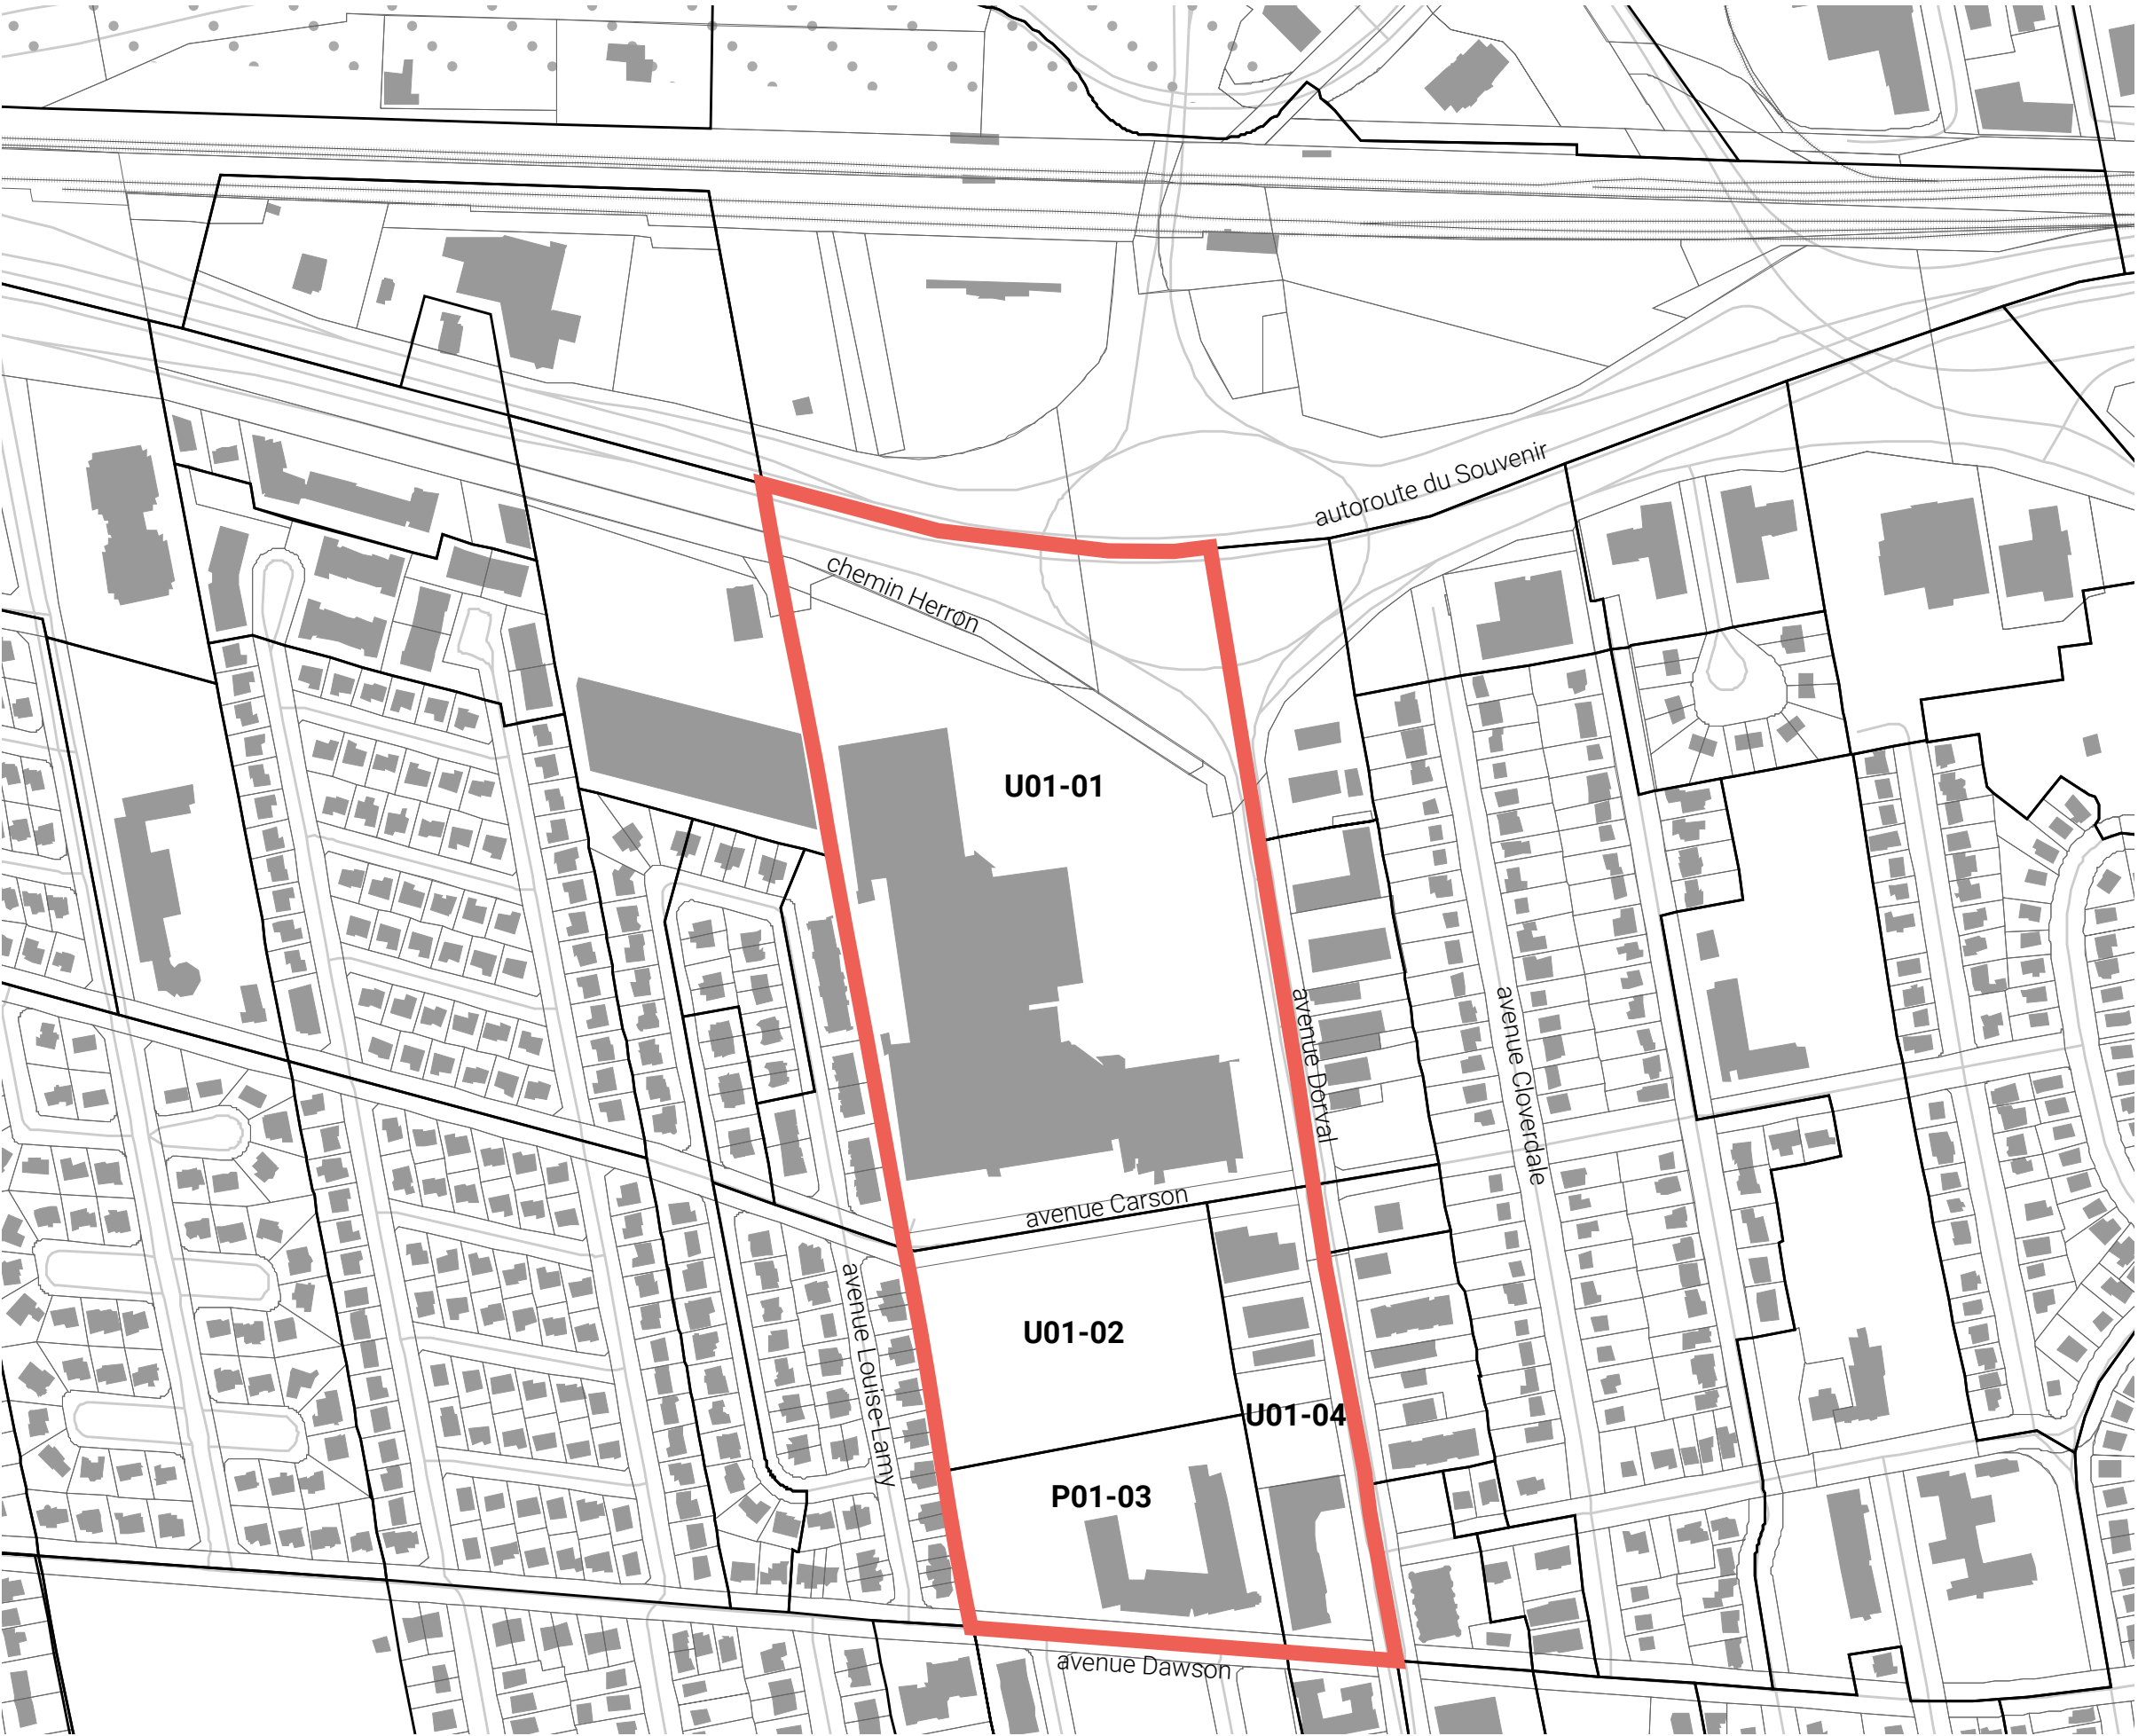 autoroute du Souvenir
chemin Herron
U01-01
avenue Dorval
avenue Cloverdale
avenue Carson
avenue Louise-Lamy
U01-02
U01-04
P01-03
avenue Dawson